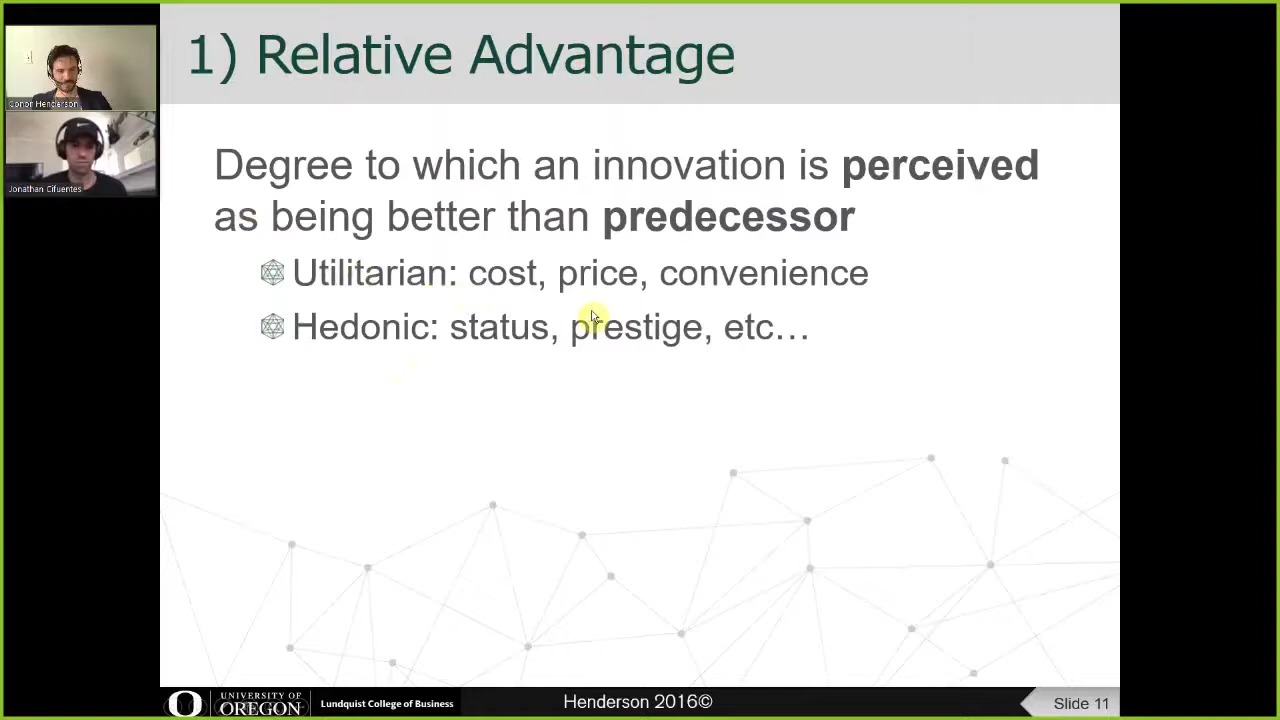 1) Relative Advantage
Conor Henderson
Jonathan Cifuentes
Degree to which an innovation is perceived
as being better than predecessor
Utilitarian: cost, price, convenience
Hedonic: status, prestige, etc…
O
UNIVERSITY OF
OREGON
Lundquist College of Business
Henderson 2016©
Slide 11